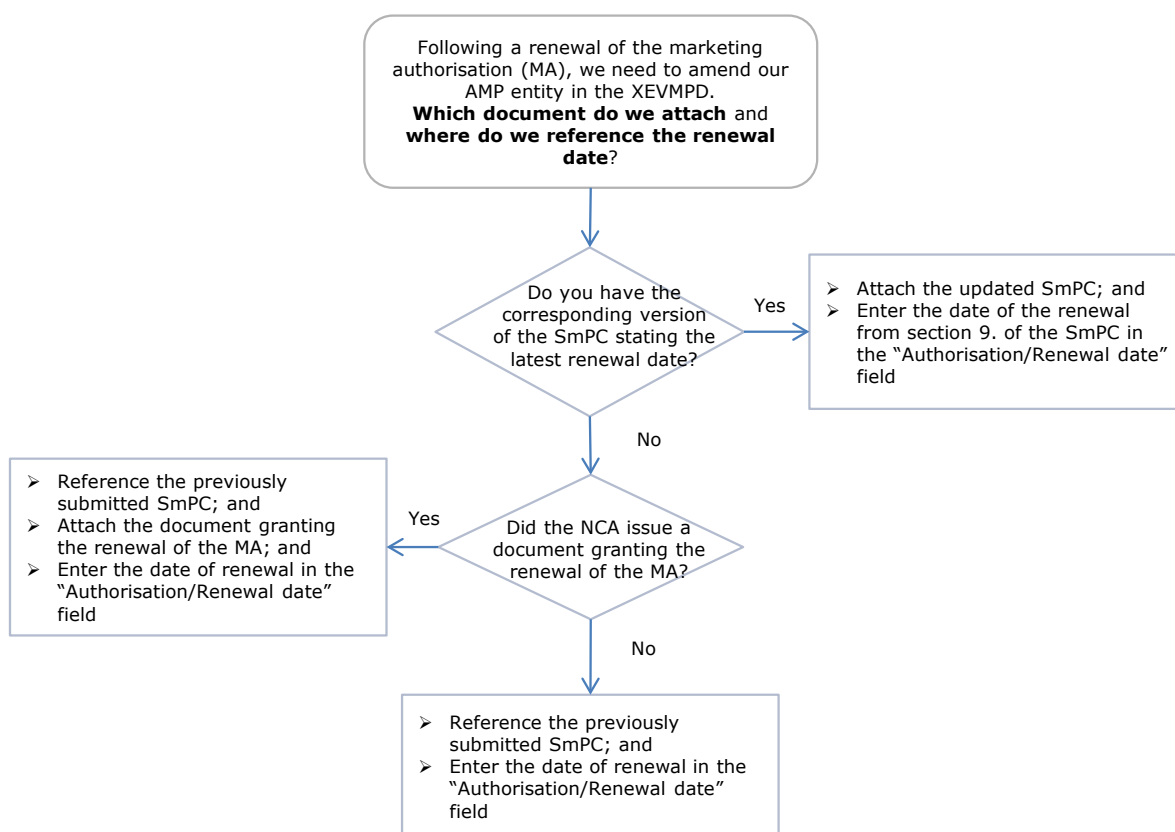 Following a renewal of the marketing
authorisation (MA), we need to amend our
AMP entity in the XEVMPD.
Which document do we attach and
where do we reference the renewal
date?
Do you have the
corresponding version
of the SmPC stating the
latest renewal date?
Yes
➢ Attach the updated SmPC; and
➢ Enter the date of the renewal
from section 9. of the SmPC in
the “Authorisation/Renewal date”
field
No
Did the NCA issue a
document granting the
renewal of the MA?
Yes
➢ Reference the previously
submitted SmPC; and
➢ Attach the document granting
the renewal of the MA; and
➢ Enter the date of renewal in the
“Authorisation/Renewal date”
field
No
➢ Reference the previously
submitted SmPC; and
➢ Enter the date of renewal in the
“Authorisation/Renewal date”
field